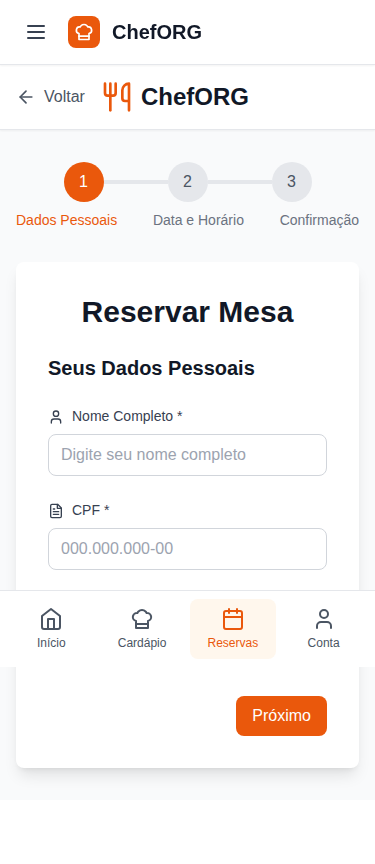 ChefORG
Voltar
ChefORG
1
2
3
Dados Pessoais
Data e Horário
Confirmação
Reservar Mesa
Seus Dados Pessoais
Nome Completo *
Digite seu nome completo
CPF *
000.000.000-00
Início
Cardápio
Reservas
Conta
Próximo